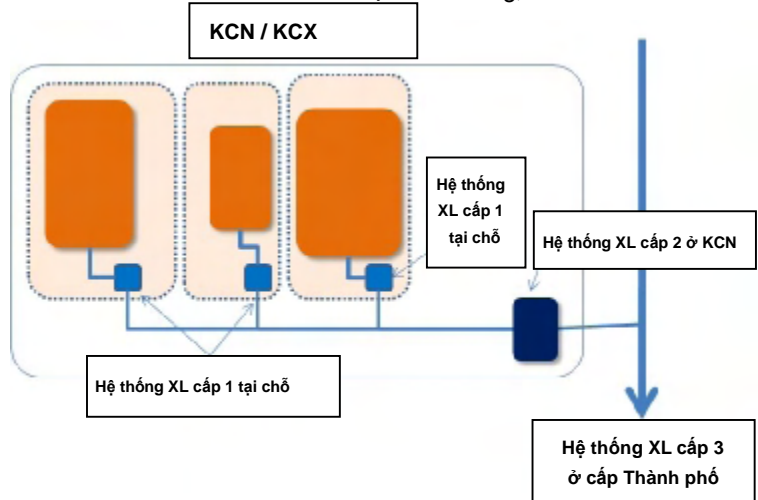 KCN / KCX
Hệ thống
XL cấp 1
tại chỗ
Hệ thống XL cấp 2 ở KCN
Hệ thống XL cấp 1 tại chỗ
Hệ thống XL cấp 3
ở cấp Thành phố